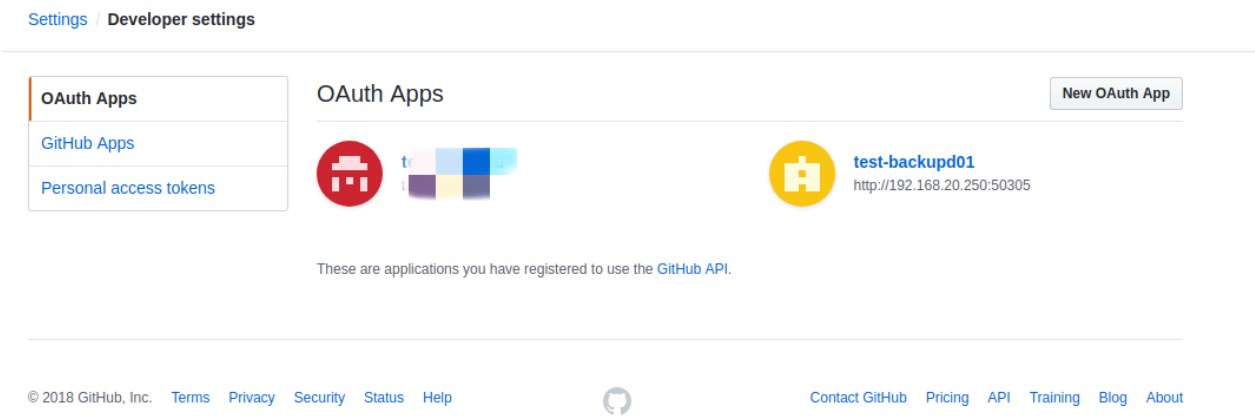 Settings / Developer settings
OAuth Apps
GitHub Apps
Personal access tokens
OAuth Apps
New OAuth App
test-backupd01
http://192.168.20.250:50305
These are applications you have registered to use the GitHub API.
© 2018 GitHub, Inc. Terms Privacy Security Status Help
Contact GitHub Pricing API Training Blog About